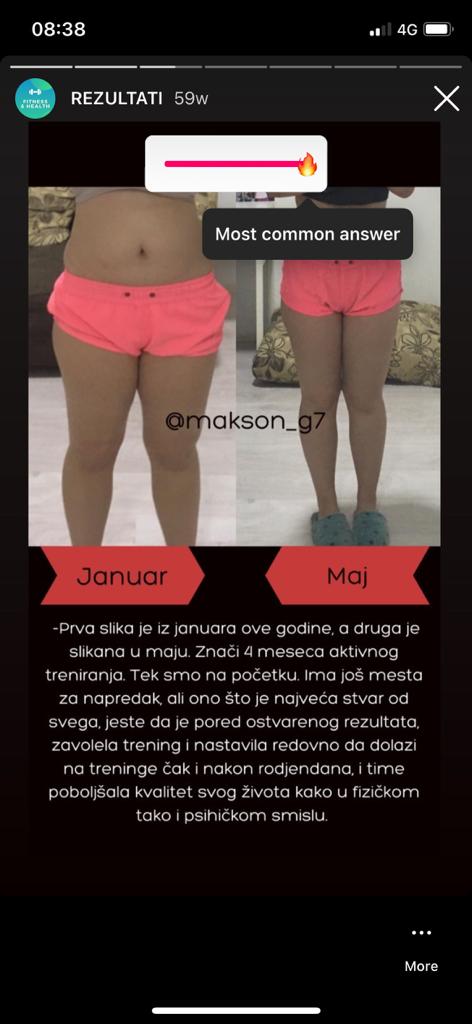 08:38
4G
FITNESS
& HEALTH
REZULTATI 59w
Most common answer
@makson_g7
Januar
Maj
-Prva slika je iz januara ove godine, a druga je
slikana u maju. Znači 4 meseca aktivnog
treniranja. Tek smo na početku. Ima još mesta
za napredak, ali ono što je najveća stvar od
svega, jeste da je pored ostvarenog rezultata,
zavolela trening i nastavila redovno da dolazi
na treninge čak i nakon rodjendana, i time
poboljšala kvalitet svog života kako u fizičkom
tako i psihičkom smislu.
More